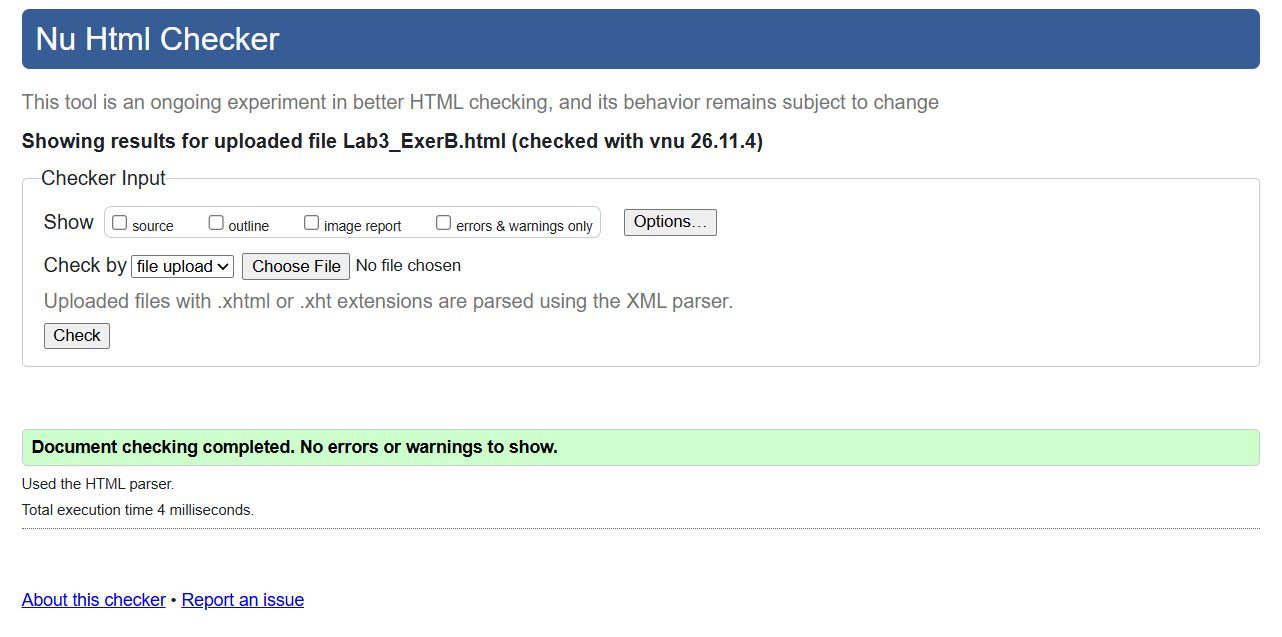 Nu Html Checker
This tool is an ongoing experiment in better HTML checking, and its behavior remains subject to change
Showing results for uploaded file Lab3_ExerB.html (checked with vnu 26.11.4)
Checker Input
Show source outline image report errors & warnings only Options…
Check by file upload Choose File No file chosen
Uploaded files with .xhtml or .xht extensions are parsed using the XML parser.
Check
Document checking completed. No errors or warnings to show.
Used the HTML parser.
Total execution time 4 milliseconds.
About this checker • Report an issue